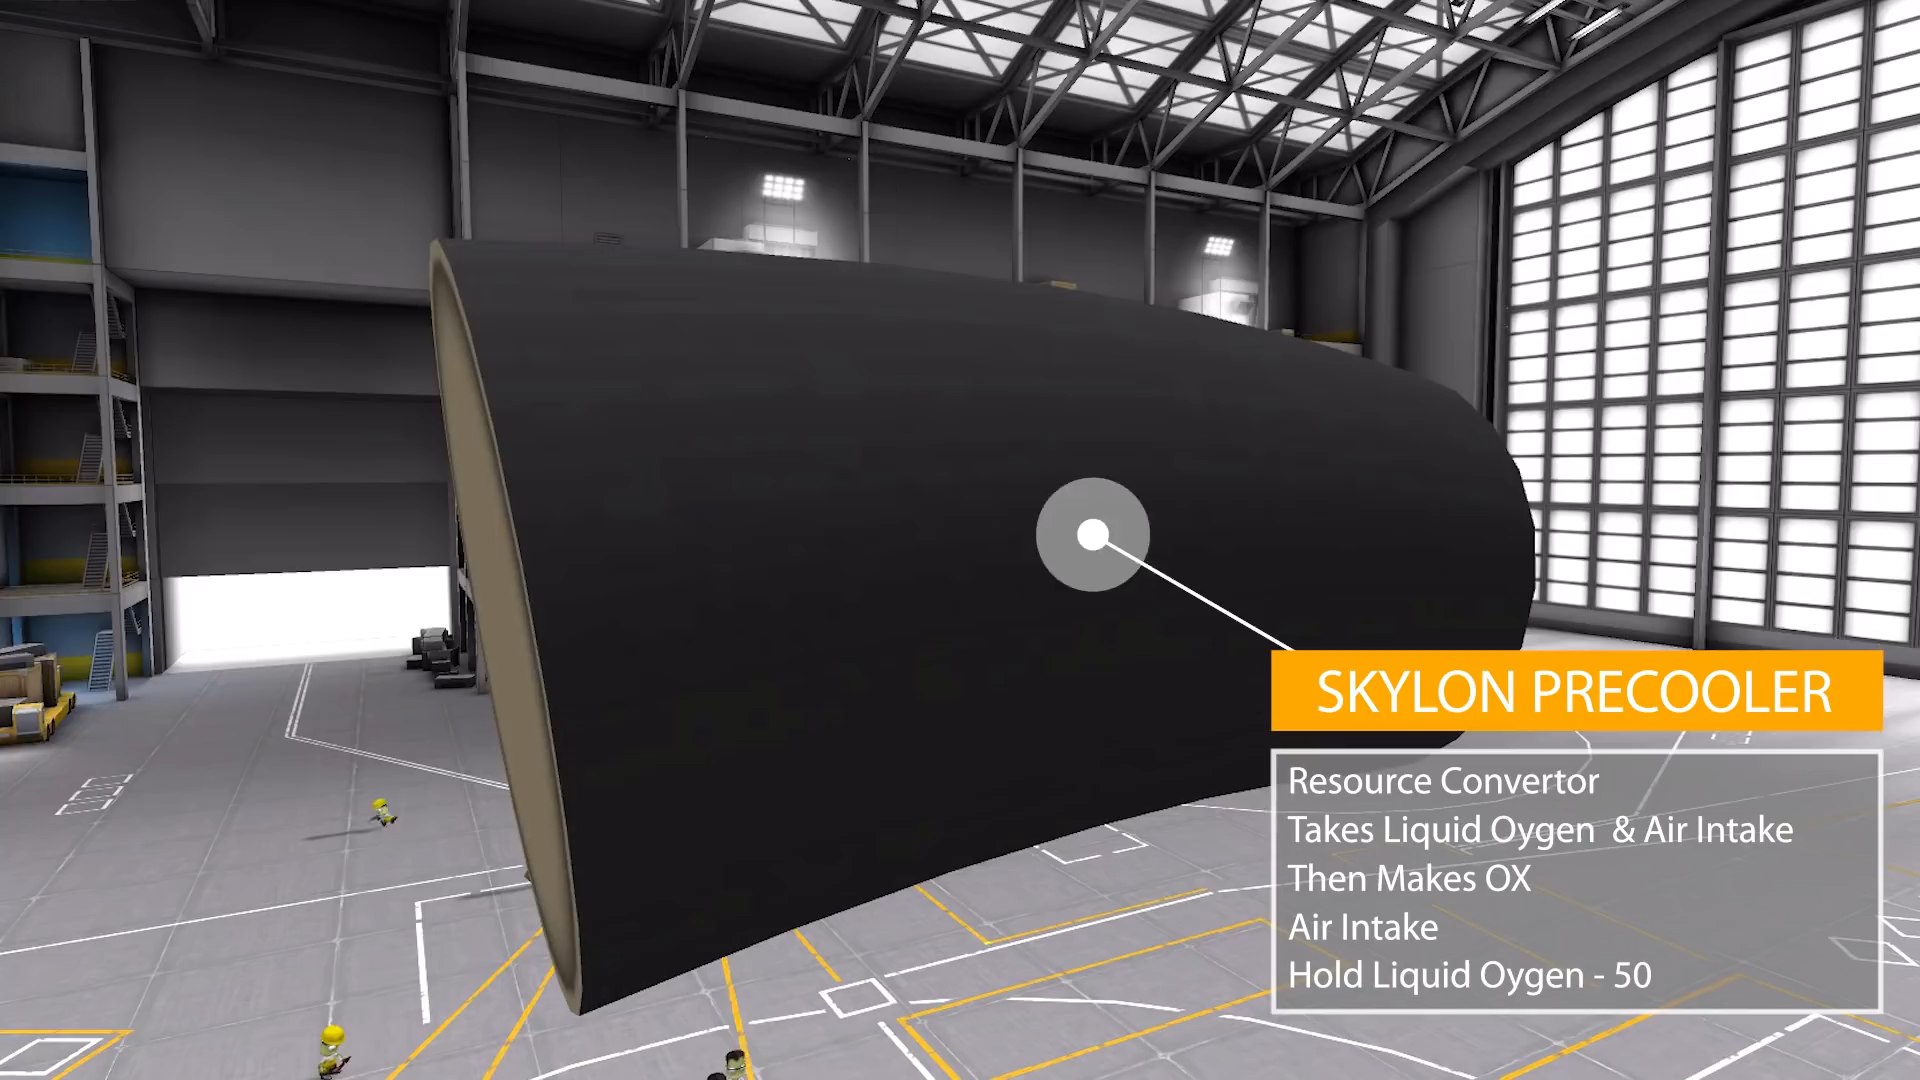 SKYLON PRECOOLER
Resource Convertor
Takes Liquid Oygen & Air Intake
Then Makes OX
Air Intake
Hold Liquid Oygen - 50